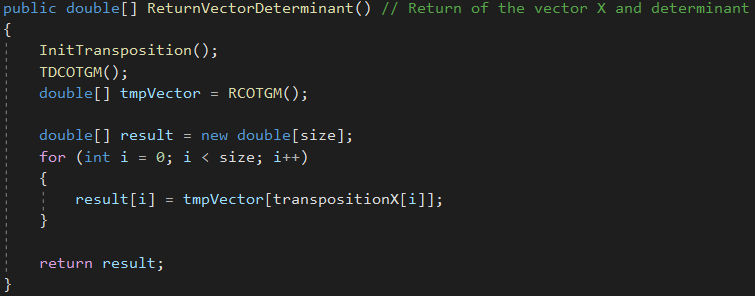 public double[] ReturnVectorDeterminant() // Return of the vector X and determinant
{
InitTransposition();
TDCOTGM();
double[] tmpVector = RCOTGM();
double[] result = new double[size];
for (int i = 0; i < size; i++)
{
result[i] = tmpVector[transpositionX[i]];
}
return result;
}